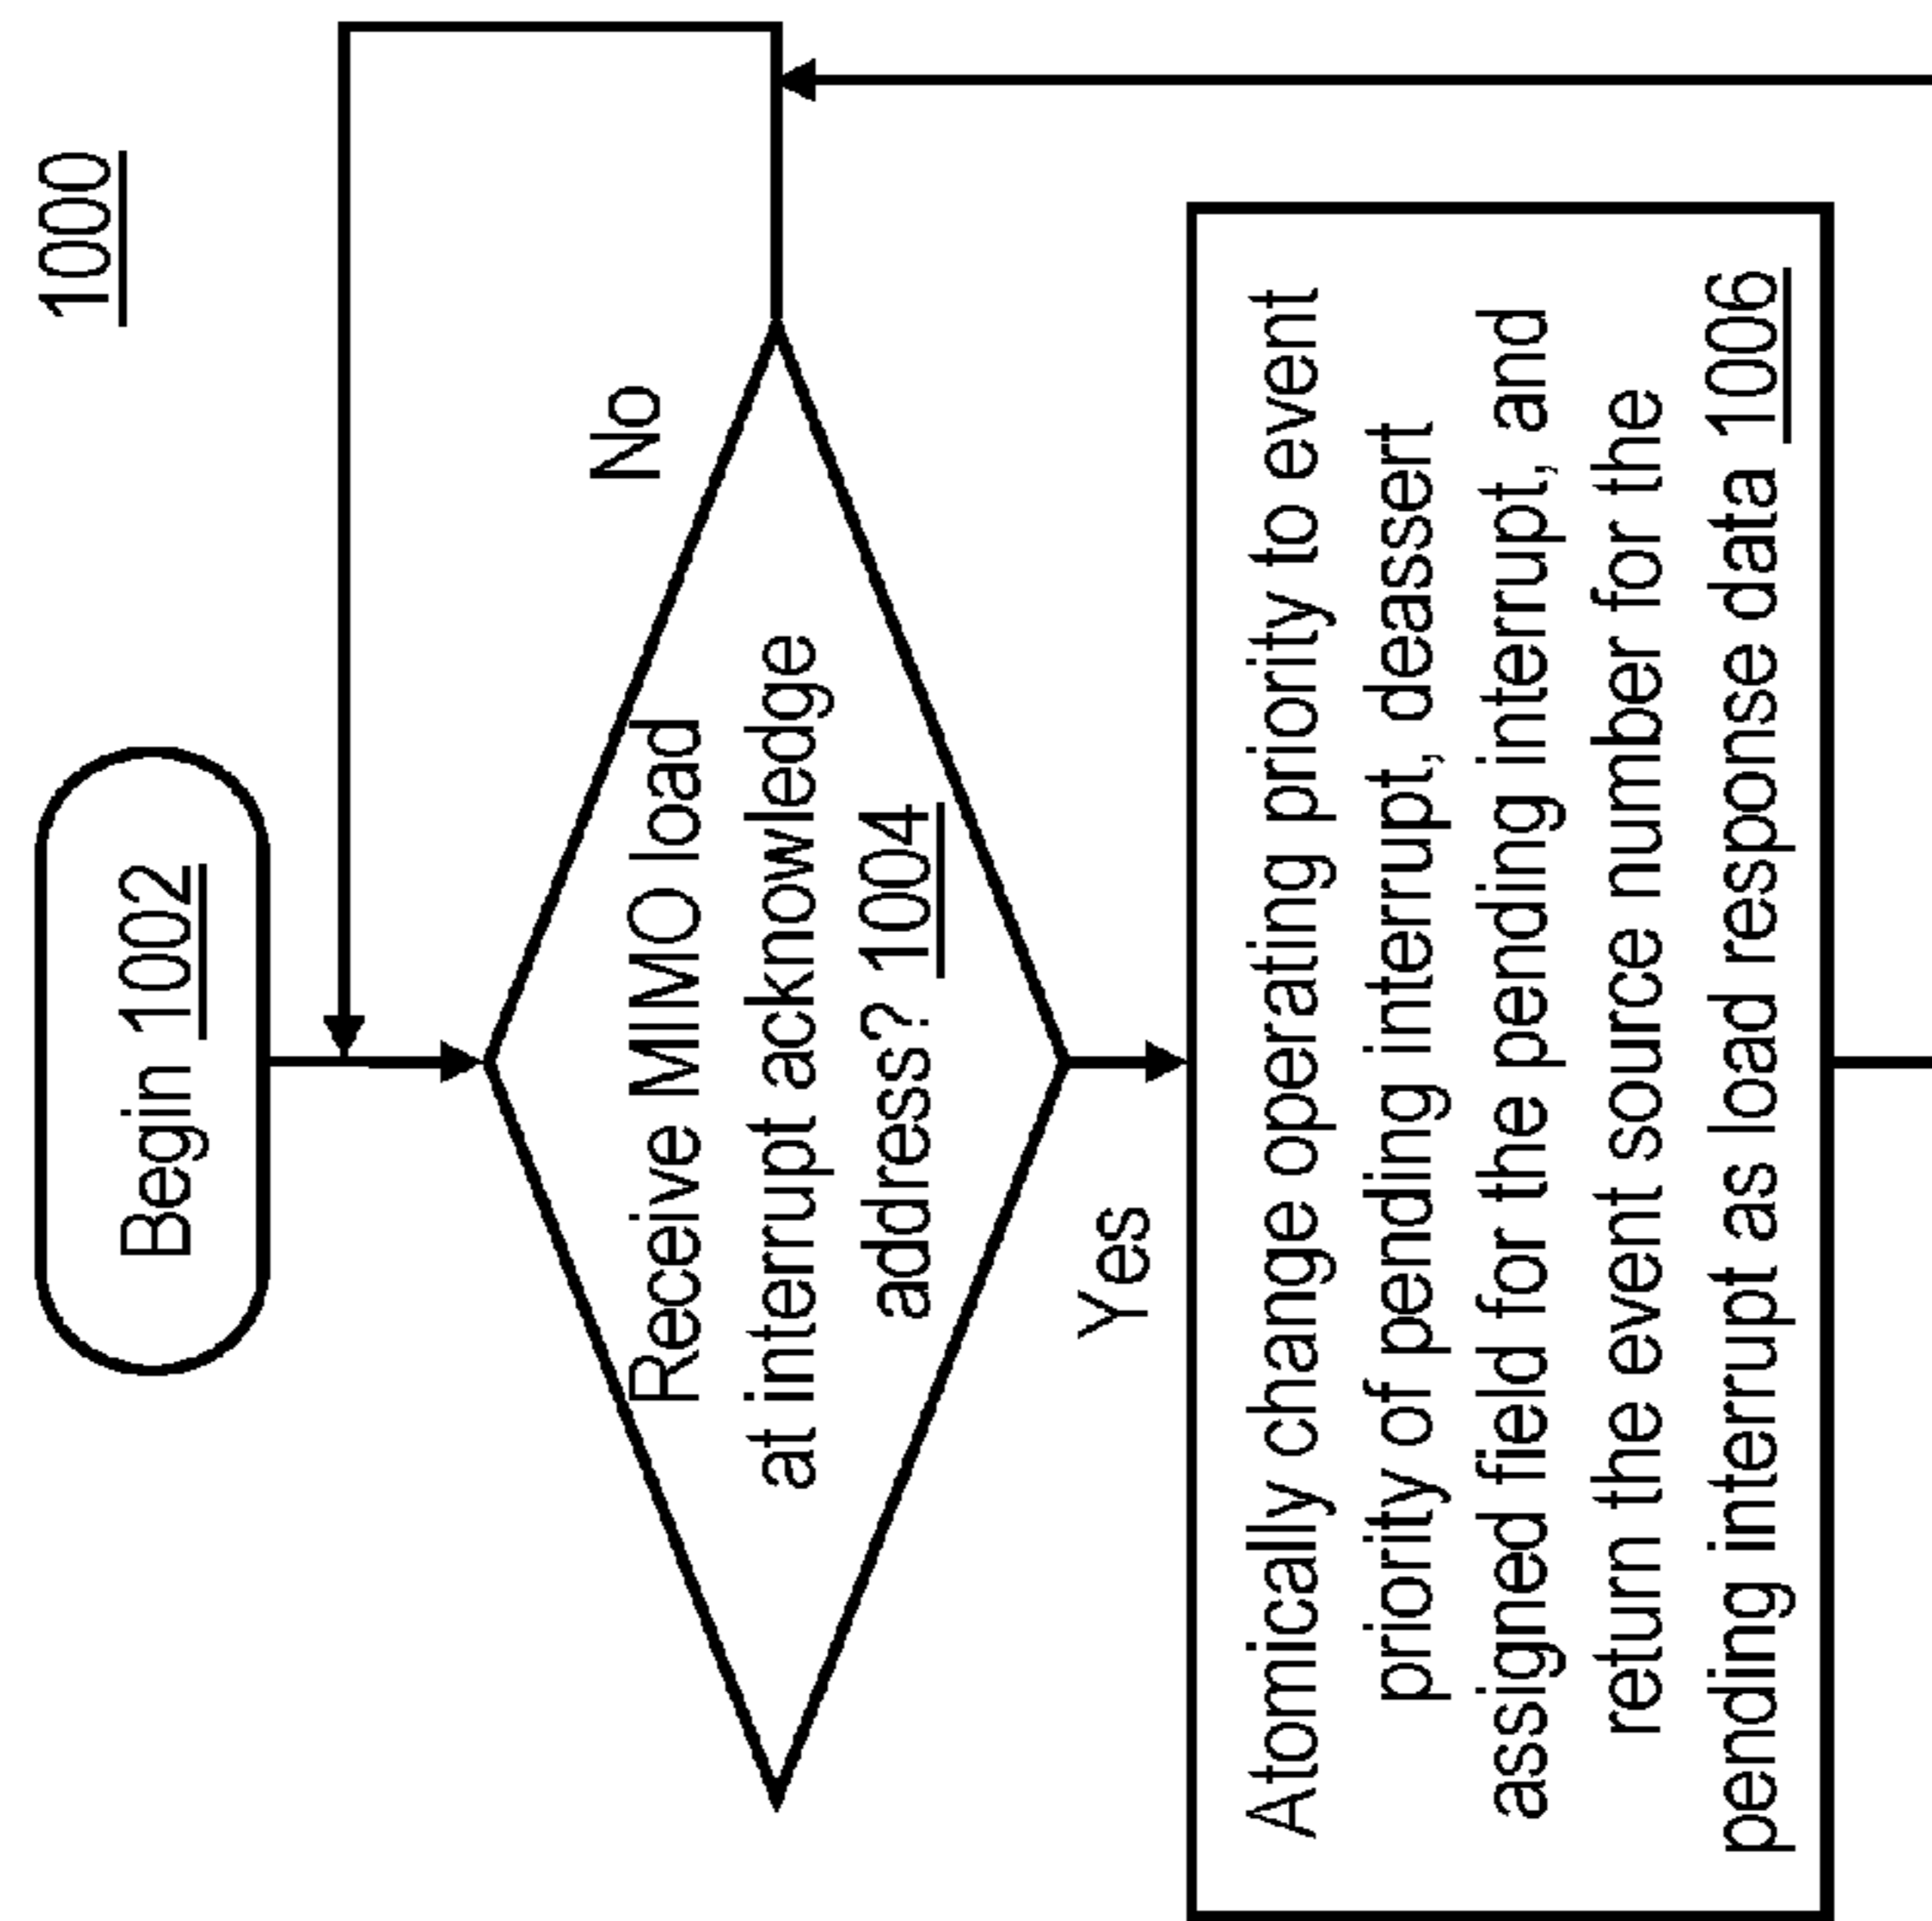 1000
Begin 1002
Receive MIMO load
at interrupt acknowledge
address? 1004
No
Yes
Atomically change operating priority to event
priority of pending interrupt, deassert
assigned field for the pending interrupt, and
return the event source number for the
pending interrupt as load response data 1006